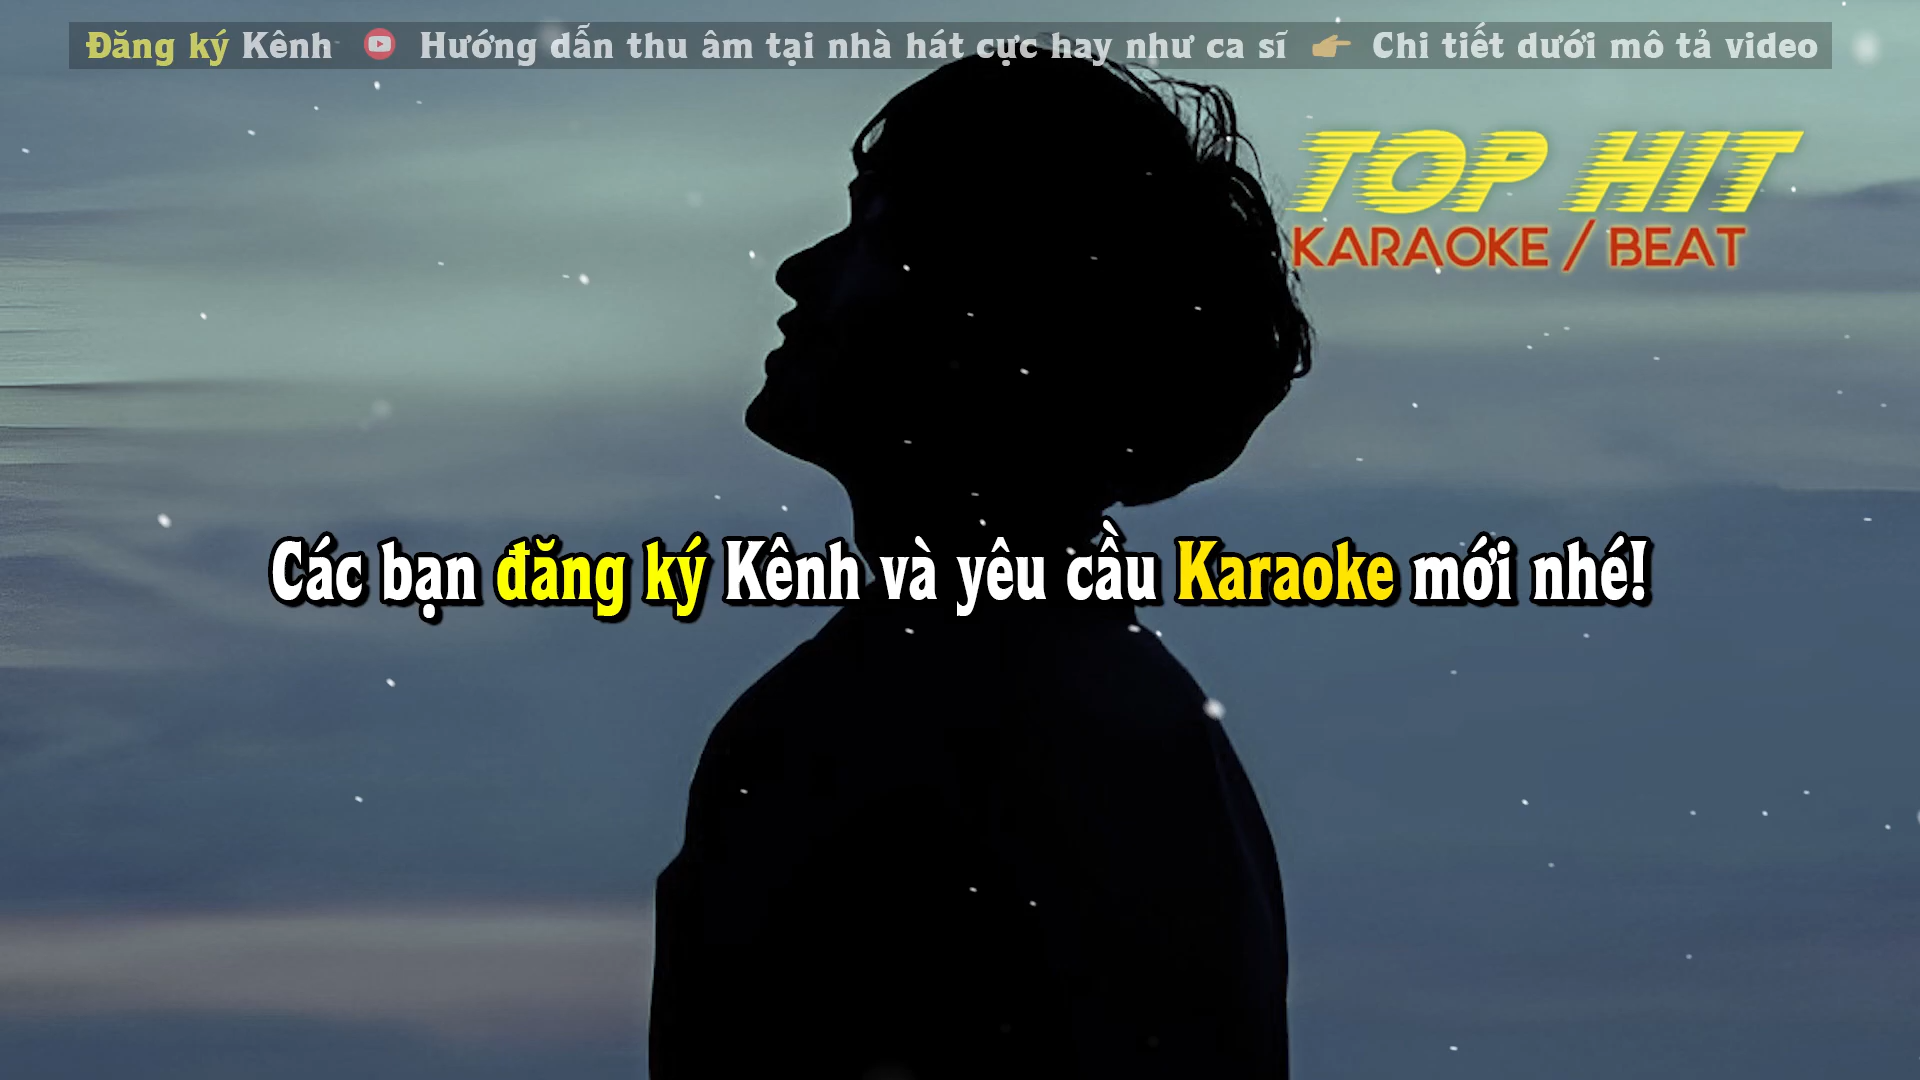 Đăng ký Kênh Hướng dẫn thu âm tại nhà hát cực hay như ca sĩ 👉 Chi tiết dưới mô tả video
TOP HIT
KARAOKE / BEAT
Các bạn đăng ký Kênh và yêu cầu Karaoke mới nhé!